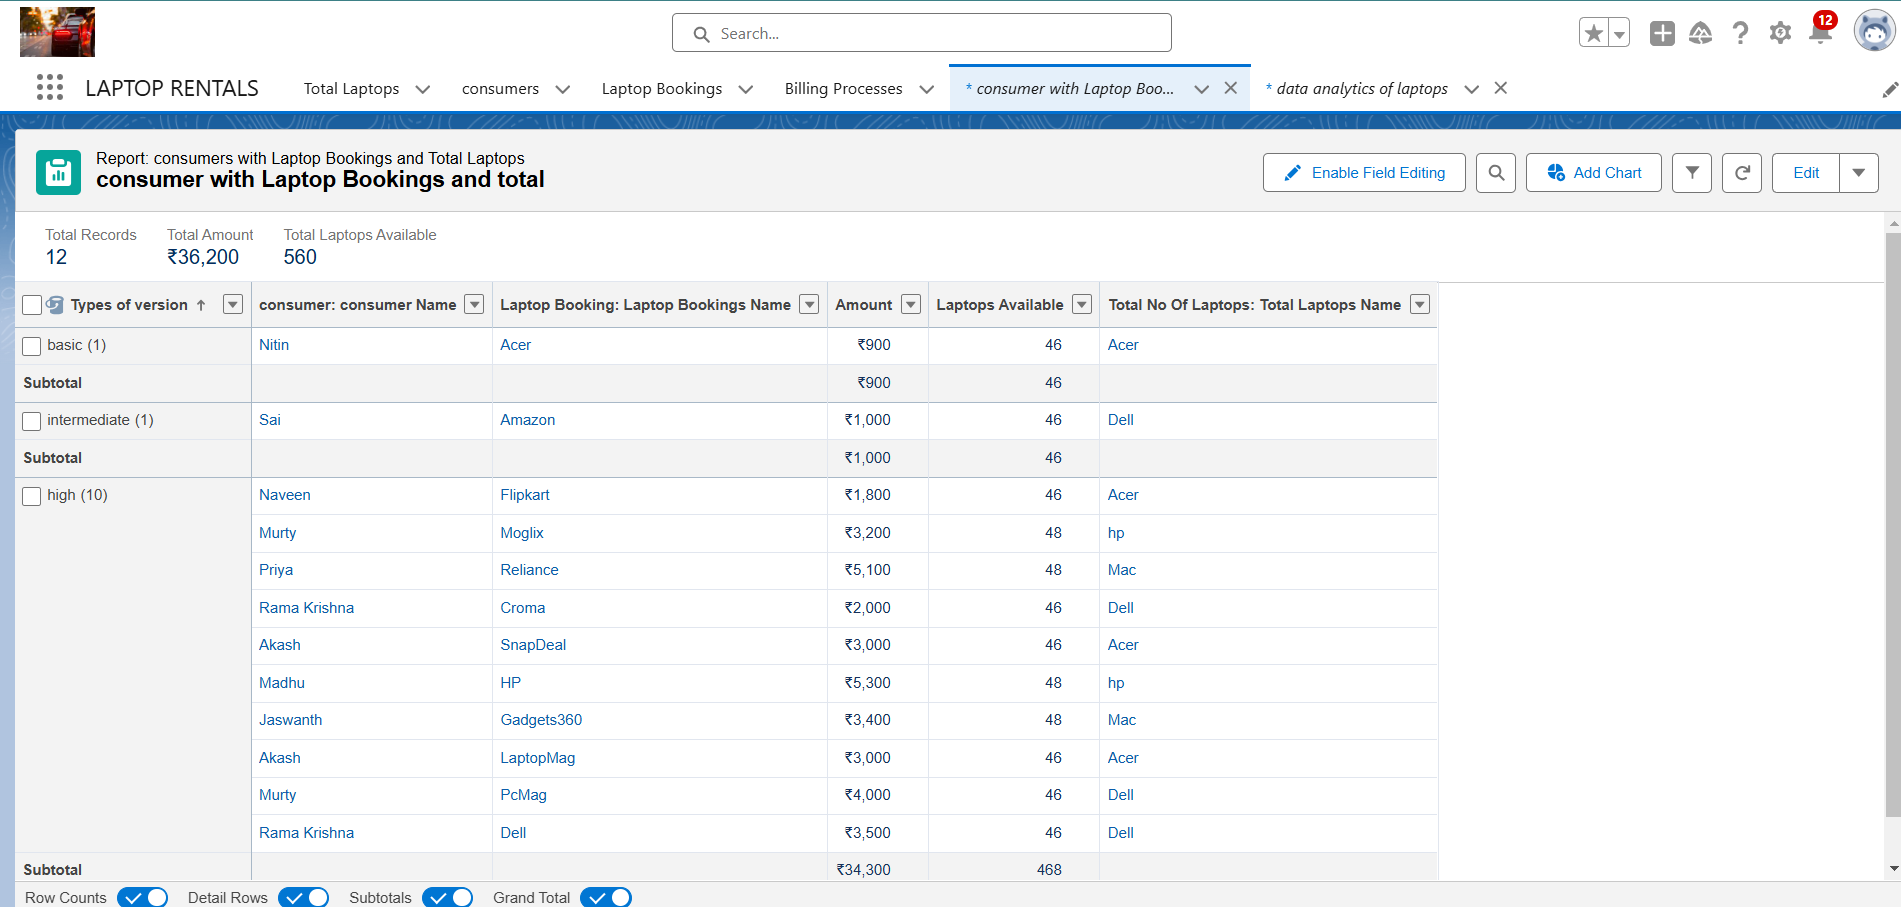 Search...
12
LAPTOP RENTALS Total Laptops consumers Laptop Bookings Billing Processes * consumer with Laptop Boo... * data analytics of laptops
Report: consumers with Laptop Bookings and Total Laptops
consumer with Laptop Bookings and total
Enable Field Editing Add Chart Edit
Total Records Total Amount Total Laptops Available
12 ₹36,200 560
Types of version ↑ consumer: consumer Name Laptop Booking: Laptop Bookings Name Amount Laptops Available Total No Of Laptops: Total Laptops Name
basic (1) Nitin Acer ₹900 46 Acer
Subtotal ₹900 46
intermediate (1) Sai Amazon ₹1,000 46 Dell
Subtotal ₹1,000 46
high (10) Naveen Flipkart ₹1,800 46 Acer
Murty Moglix ₹3,200 48 hp
Priya Reliance ₹5,100 48 Mac
Rama Krishna Croma ₹2,000 46 Dell
Akash SnapDeal ₹3,000 46 Acer
Madhu HP ₹5,300 48 hp
Jaswanth Gadgets360 ₹3,400 48 Mac
Akash LaptopMag ₹3,000 46 Acer
Murty PcMag ₹4,000 46 Dell
Rama Krishna Dell ₹3,500 46 Dell
Subtotal ₹34,300 468
Row Counts Detail Rows Subtotals Grand Total